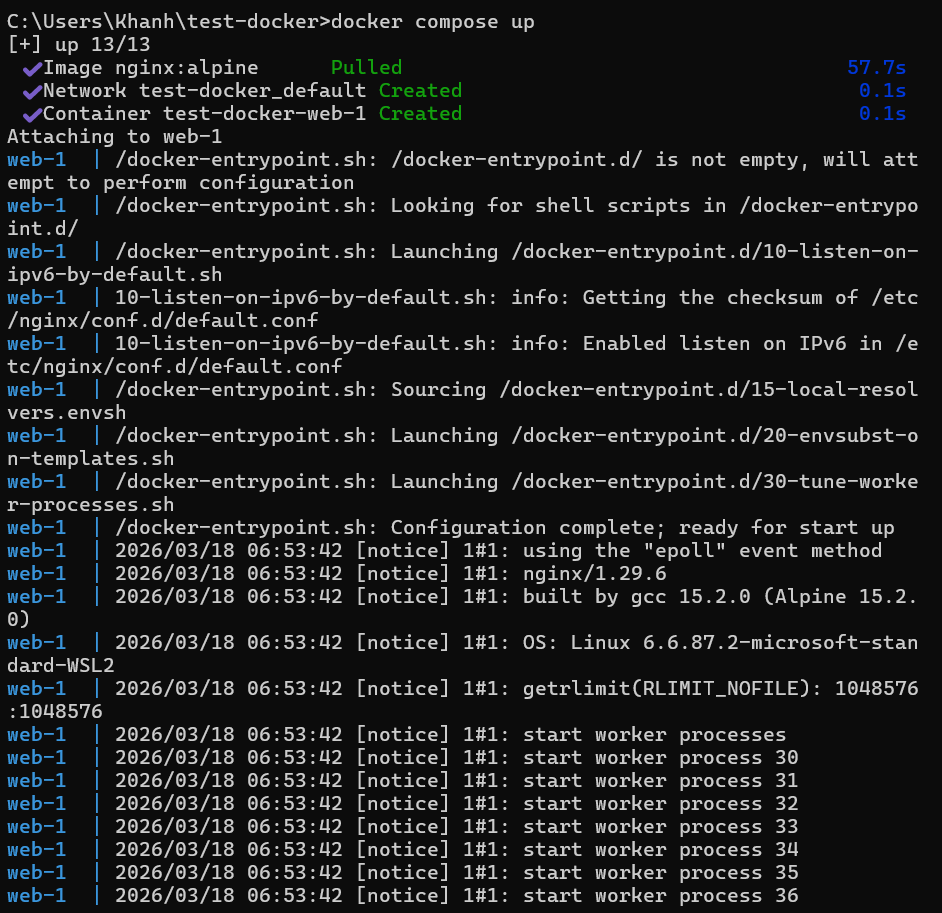 C:\Users\Khanh\test-docker>docker compose up
[+] up 13/13
✔Image nginx:alpine      Pulled                                     57.7s
✔Network test-docker_default Created                                 0.1s
✔Container test-docker-web-1 Created                                 0.1s
Attaching to web-1
web-1  | /docker-entrypoint.sh: /docker-entrypoint.d/ is not empty, will att
empt to perform configuration
web-1  | /docker-entrypoint.sh: Looking for shell scripts in /docker-entrypo
int.d/
web-1  | /docker-entrypoint.sh: Launching /docker-entrypoint.d/10-listen-on-
ipv6-by-default.sh
web-1  | 10-listen-on-ipv6-by-default.sh: info: Getting the checksum of /etc
/nginx/conf.d/default.conf
web-1  | 10-listen-on-ipv6-by-default.sh: info: Enabled listen on IPv6 in /e
tc/nginx/conf.d/default.conf
web-1  | /docker-entrypoint.sh: Sourcing /docker-entrypoint.d/15-local-resol
vers.envsh
web-1  | /docker-entrypoint.sh: Launching /docker-entrypoint.d/20-envsubst-o
n-templates.sh
web-1  | /docker-entrypoint.sh: Launching /docker-entrypoint.d/30-tune-worke
r-processes.sh
web-1  | /docker-entrypoint.sh: Configuration complete; ready for start up
web-1  | 2026/03/18 06:53:42 [notice] 1#1: using the "epoll" event method
web-1  | 2026/03/18 06:53:42 [notice] 1#1: nginx/1.29.6
web-1  | 2026/03/18 06:53:42 [notice] 1#1: built by gcc 15.2.0 (Alpine 15.2.
0)
web-1  | 2026/03/18 06:53:42 [notice] 1#1: OS: Linux 6.6.87.2-microsoft-stan
dard-WSL2
web-1  | 2026/03/18 06:53:42 [notice] 1#1: getrlimit(RLIMIT_NOFILE): 1048576
:1048576
web-1  | 2026/03/18 06:53:42 [notice] 1#1: start worker processes
web-1  | 2026/03/18 06:53:42 [notice] 1#1: start worker process 30
web-1  | 2026/03/18 06:53:42 [notice] 1#1: start worker process 31
web-1  | 2026/03/18 06:53:42 [notice] 1#1: start worker process 32
web-1  | 2026/03/18 06:53:42 [notice] 1#1: start worker process 33
web-1  | 2026/03/18 06:53:42 [notice] 1#1: start worker process 34
web-1  | 2026/03/18 06:53:42 [notice] 1#1: start worker process 35
web-1  | 2026/03/18 06:53:42 [notice] 1#1: start worker process 36